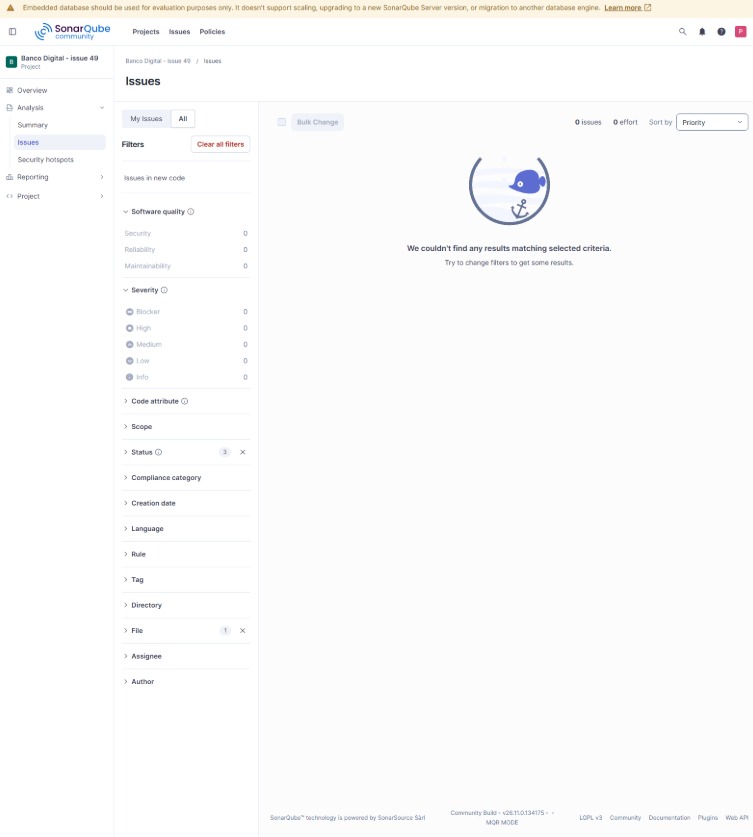 Embedded database should be used for evaluation purposes only. It doesn't support scaling, upgrading to a new SonarQube Server version, or migration to another database engine. Learn more
SonarQube community
Projects Issues Policies
P
B Banco Digital - issue 49
Project
Overview
Analysis
Summary
Issues
Security hotspots
Reporting
Project
Banco Digital - issue 49 / Issues
Issues
My Issues All
Filters Clear all filters
Issues in new code
Software quality
Security 0
Reliability 0
Maintainability 0
Severity
Blocker 0
High 0
Medium 0
Low 0
Info 0
Code attribute
Scope
Status 3
Compliance category
Creation date
Language
Rule
Tag
Directory
File 1
Assignee
Author
Bulk Change 0 issues 0 effort Sort by Priority
We couldn't find any results matching selected criteria.
Try to change filters to get some results.
SonarQube™ technology is powered by SonarSource Sàrl
Community Build - v26.11.0.134175 - •
MQR MODE
LGPL v3 Community Documentation Plugins Web API